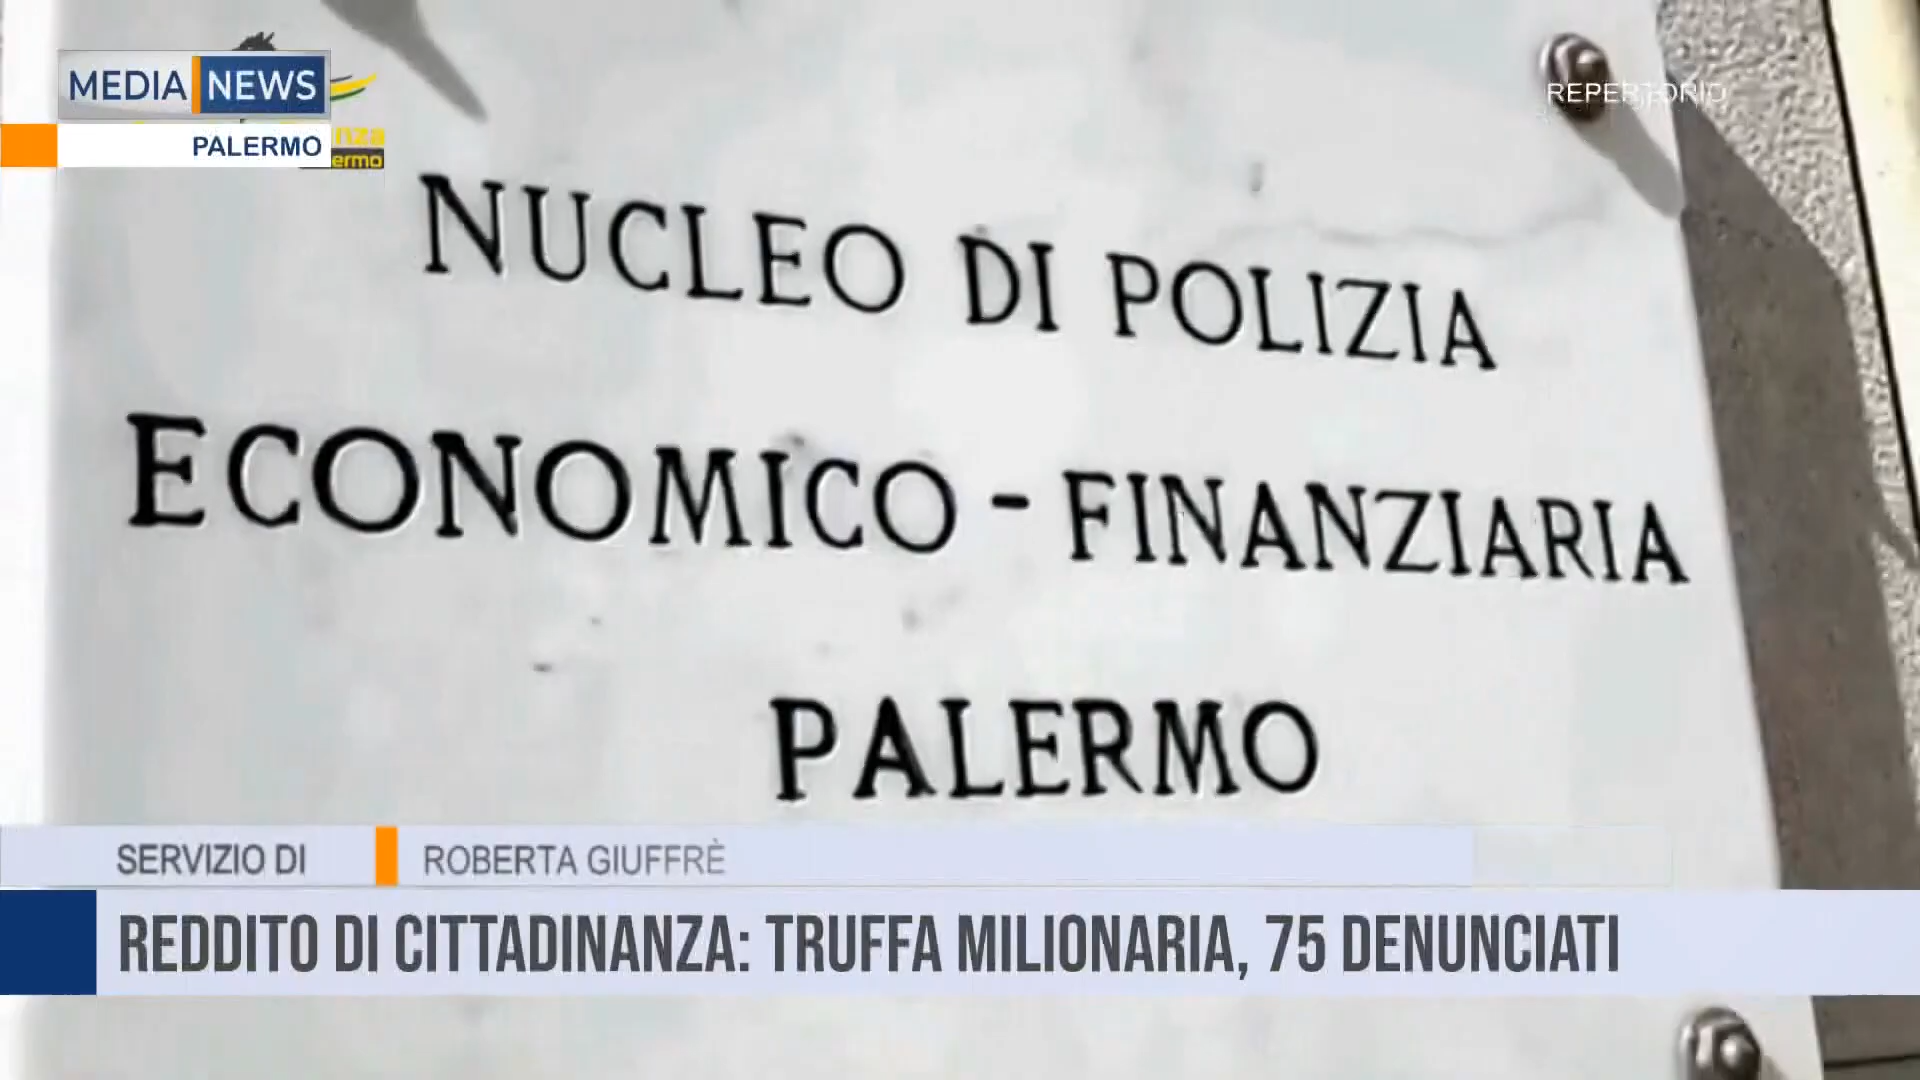 MEDIA NEWS
PALERMO
REPERTORIO
NUCLEO DI POLIZIA
ECONOMICO - FINANZIARIA
PALERMO
SERVIZIO DI ROBERTA GIUFFRÈ
REDDITO DI CITTADINANZA: TRUFFA MILIONARIA, 75 DENUNCIATI